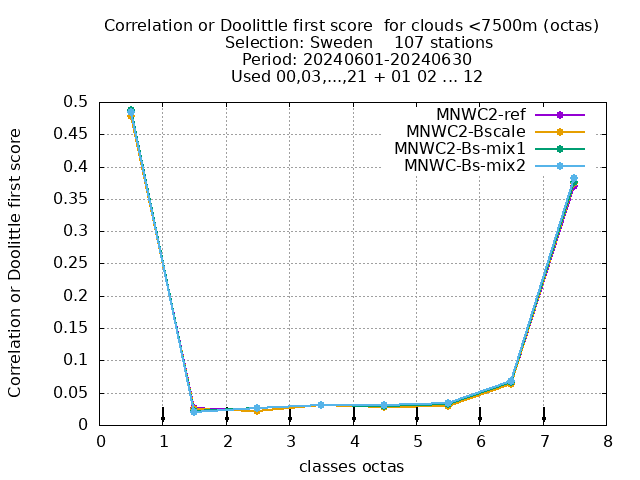 Correlation or Doolittle first score  for clouds <7500m (octas)
Selection: Sweden    107 stations
Period: 20240601-20240630
Used 00,03,...,21 + 01 02 ... 12
MNWC2-ref
MNWC2-Bscale
MNWC2-Bs-mix1
MNWC-Bs-mix2
Correlation or Doolittle first score
0.5
0.45
0.4
0.35
0.3
0.25
0.2
0.15
0.1
0.05
0
0 1 2 3 4 5 6 7 8
classes octas